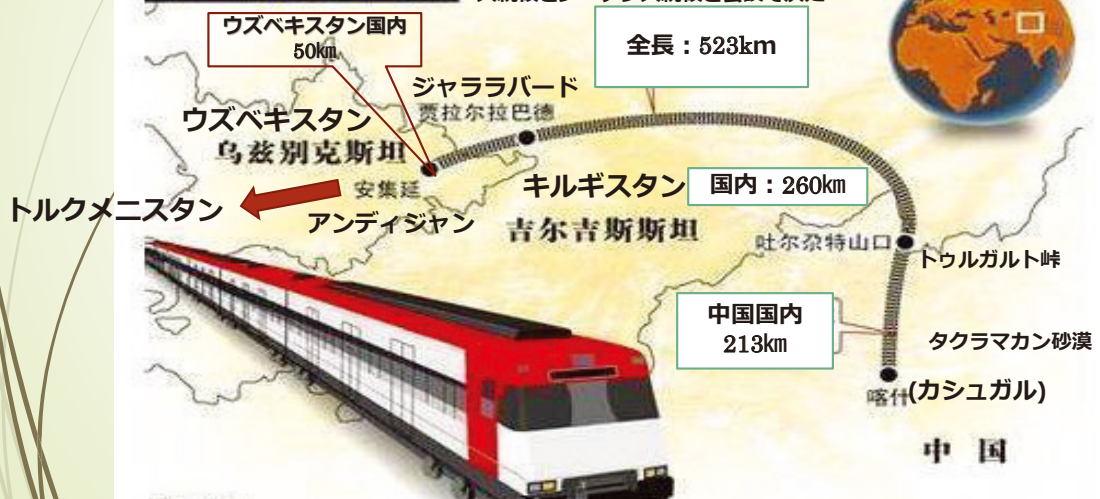 ウズベキスタン国内
50㎞
全長：523km
ジャララバード
贾拉尔拉巴德
ウズベキスタン
乌兹别克斯坦
安集延
キルギスタン
国内：260㎞
トルクメニスタン
アンディジャン
吉尔吉斯斯坦
吐尔尕特山口
トゥルガルト峠
中国国内
213㎞
タクラマカン砂漠
喀什
(カシュガル)
中 国